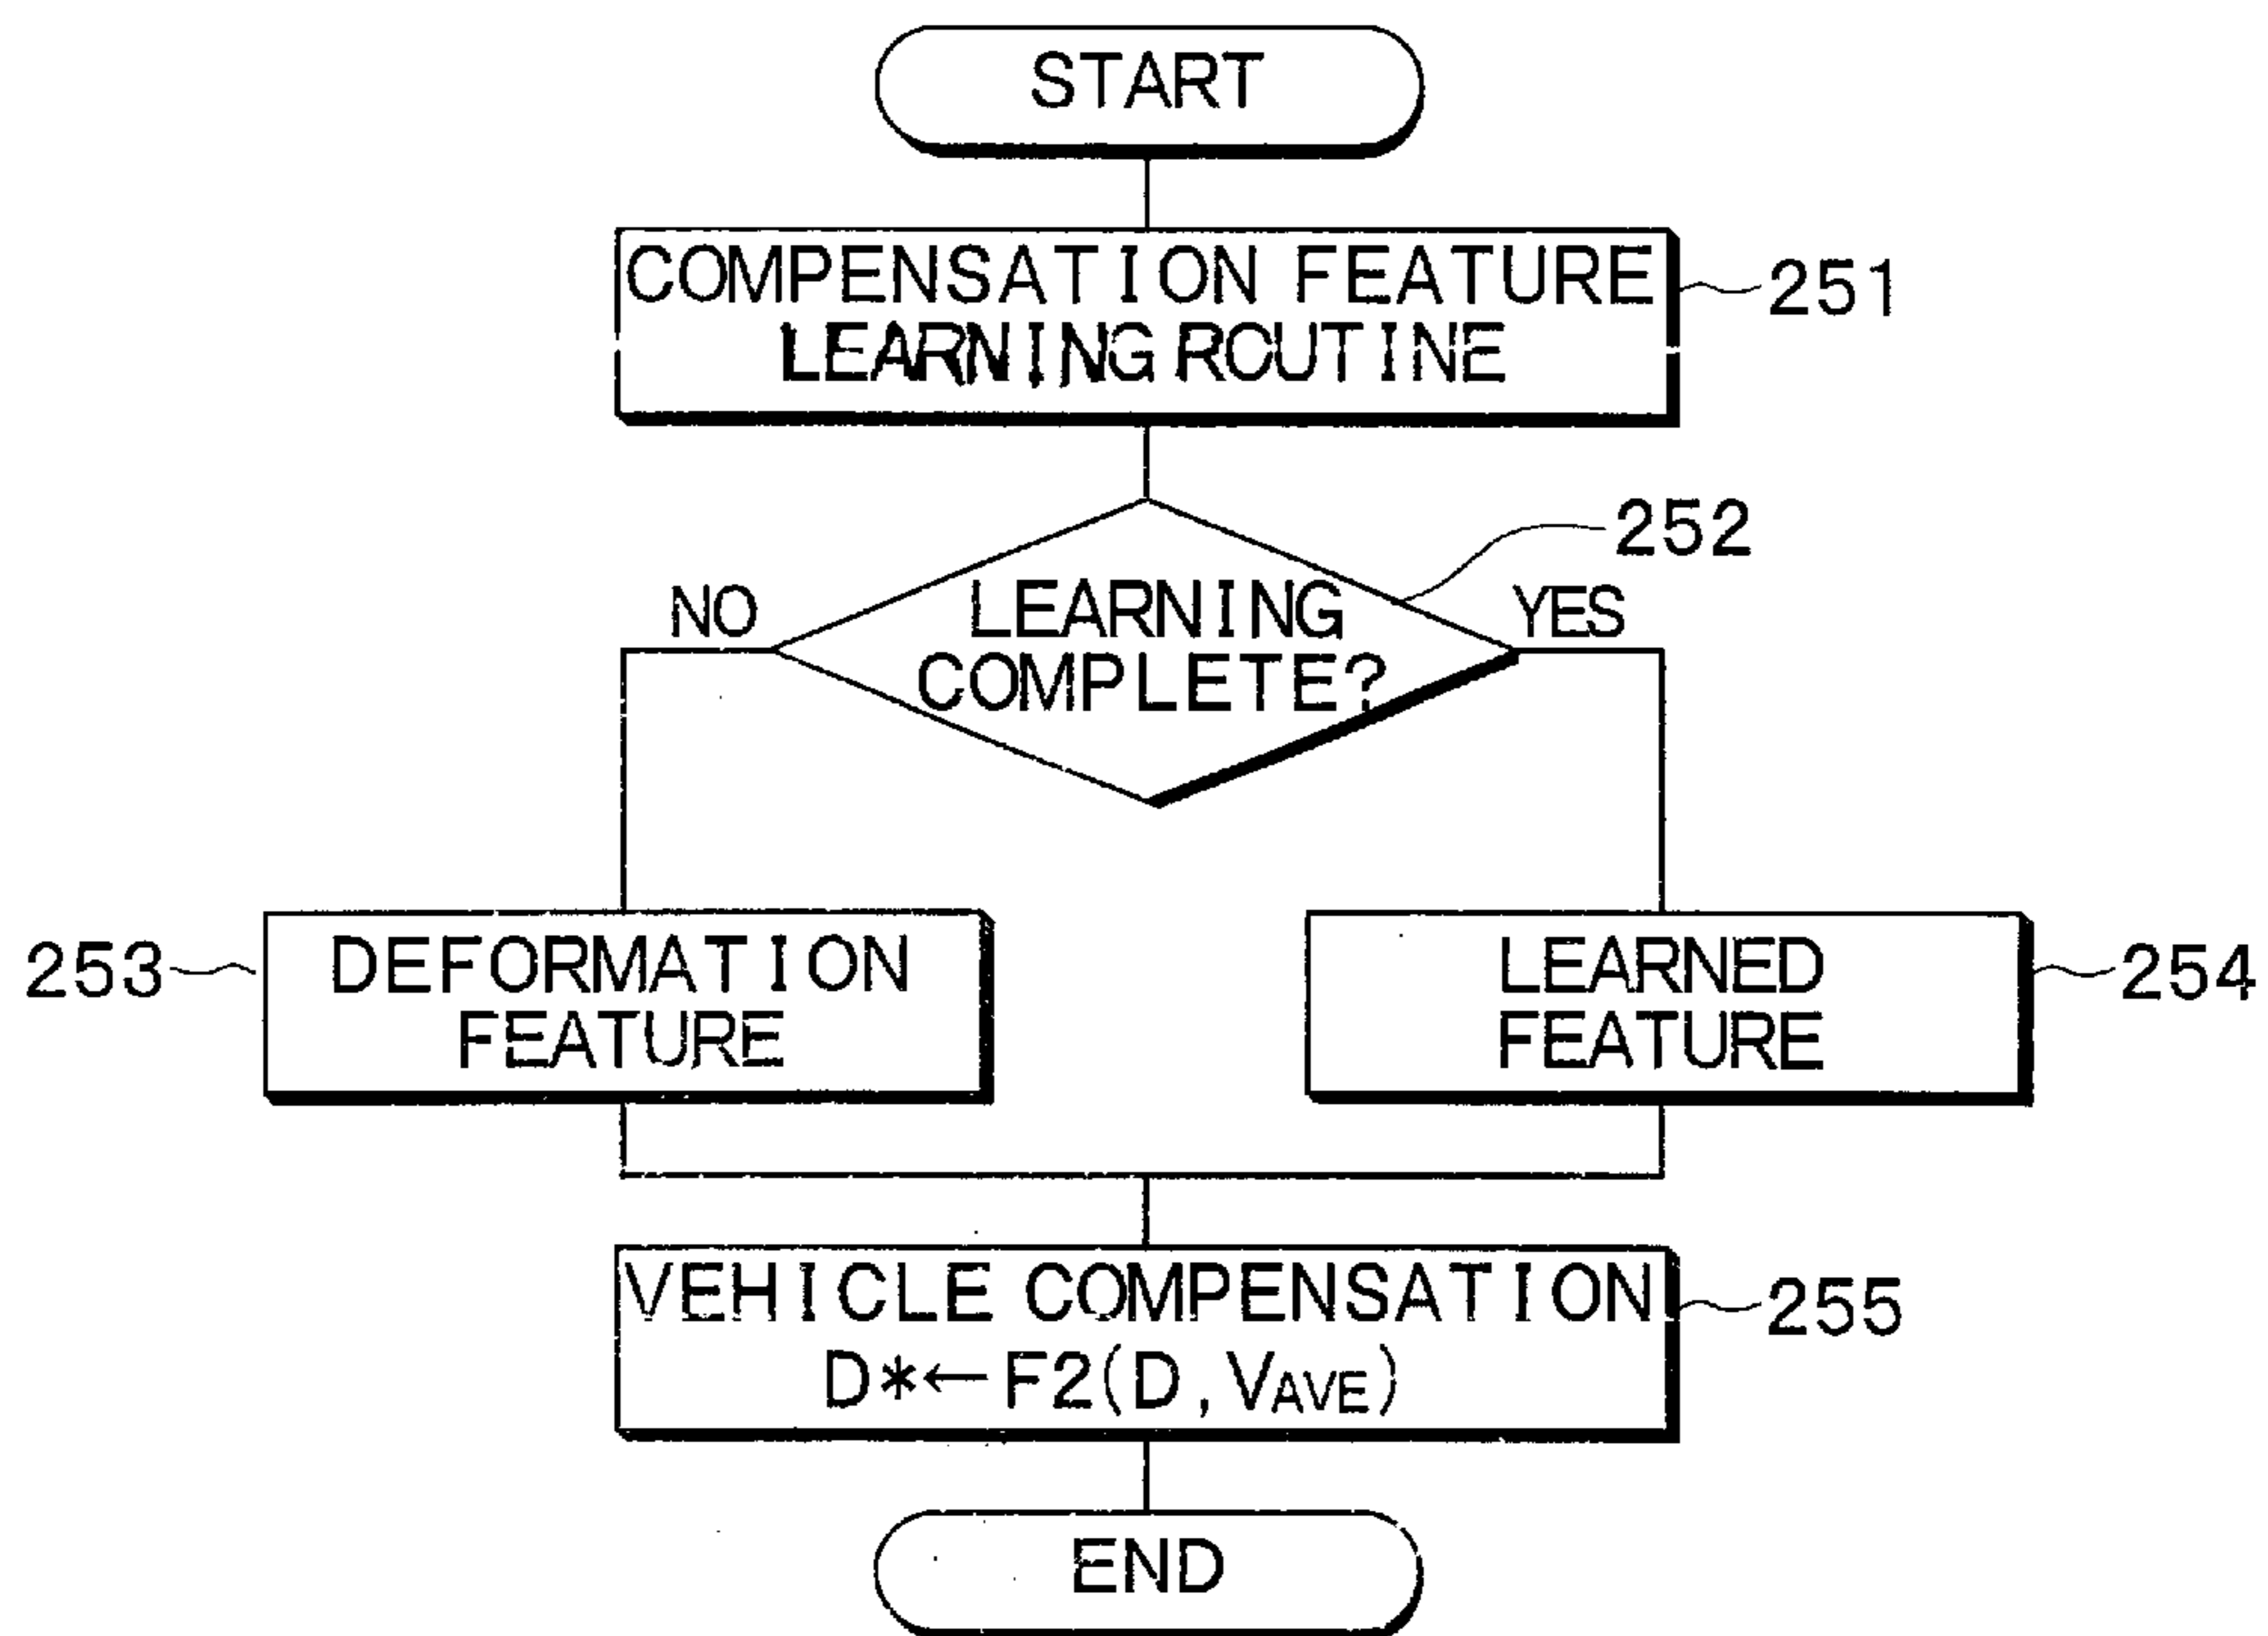 START
COMPENSATION FEATURE
LEARNING ROUTINE
251
252
NO
LEARNING
COMPLETE?
YES
253
DEFORMATION
FEATURE
LEARNED
FEATURE
254
VEHICLE COMPENSATION
D*←F2(D,VAVE)
255
END